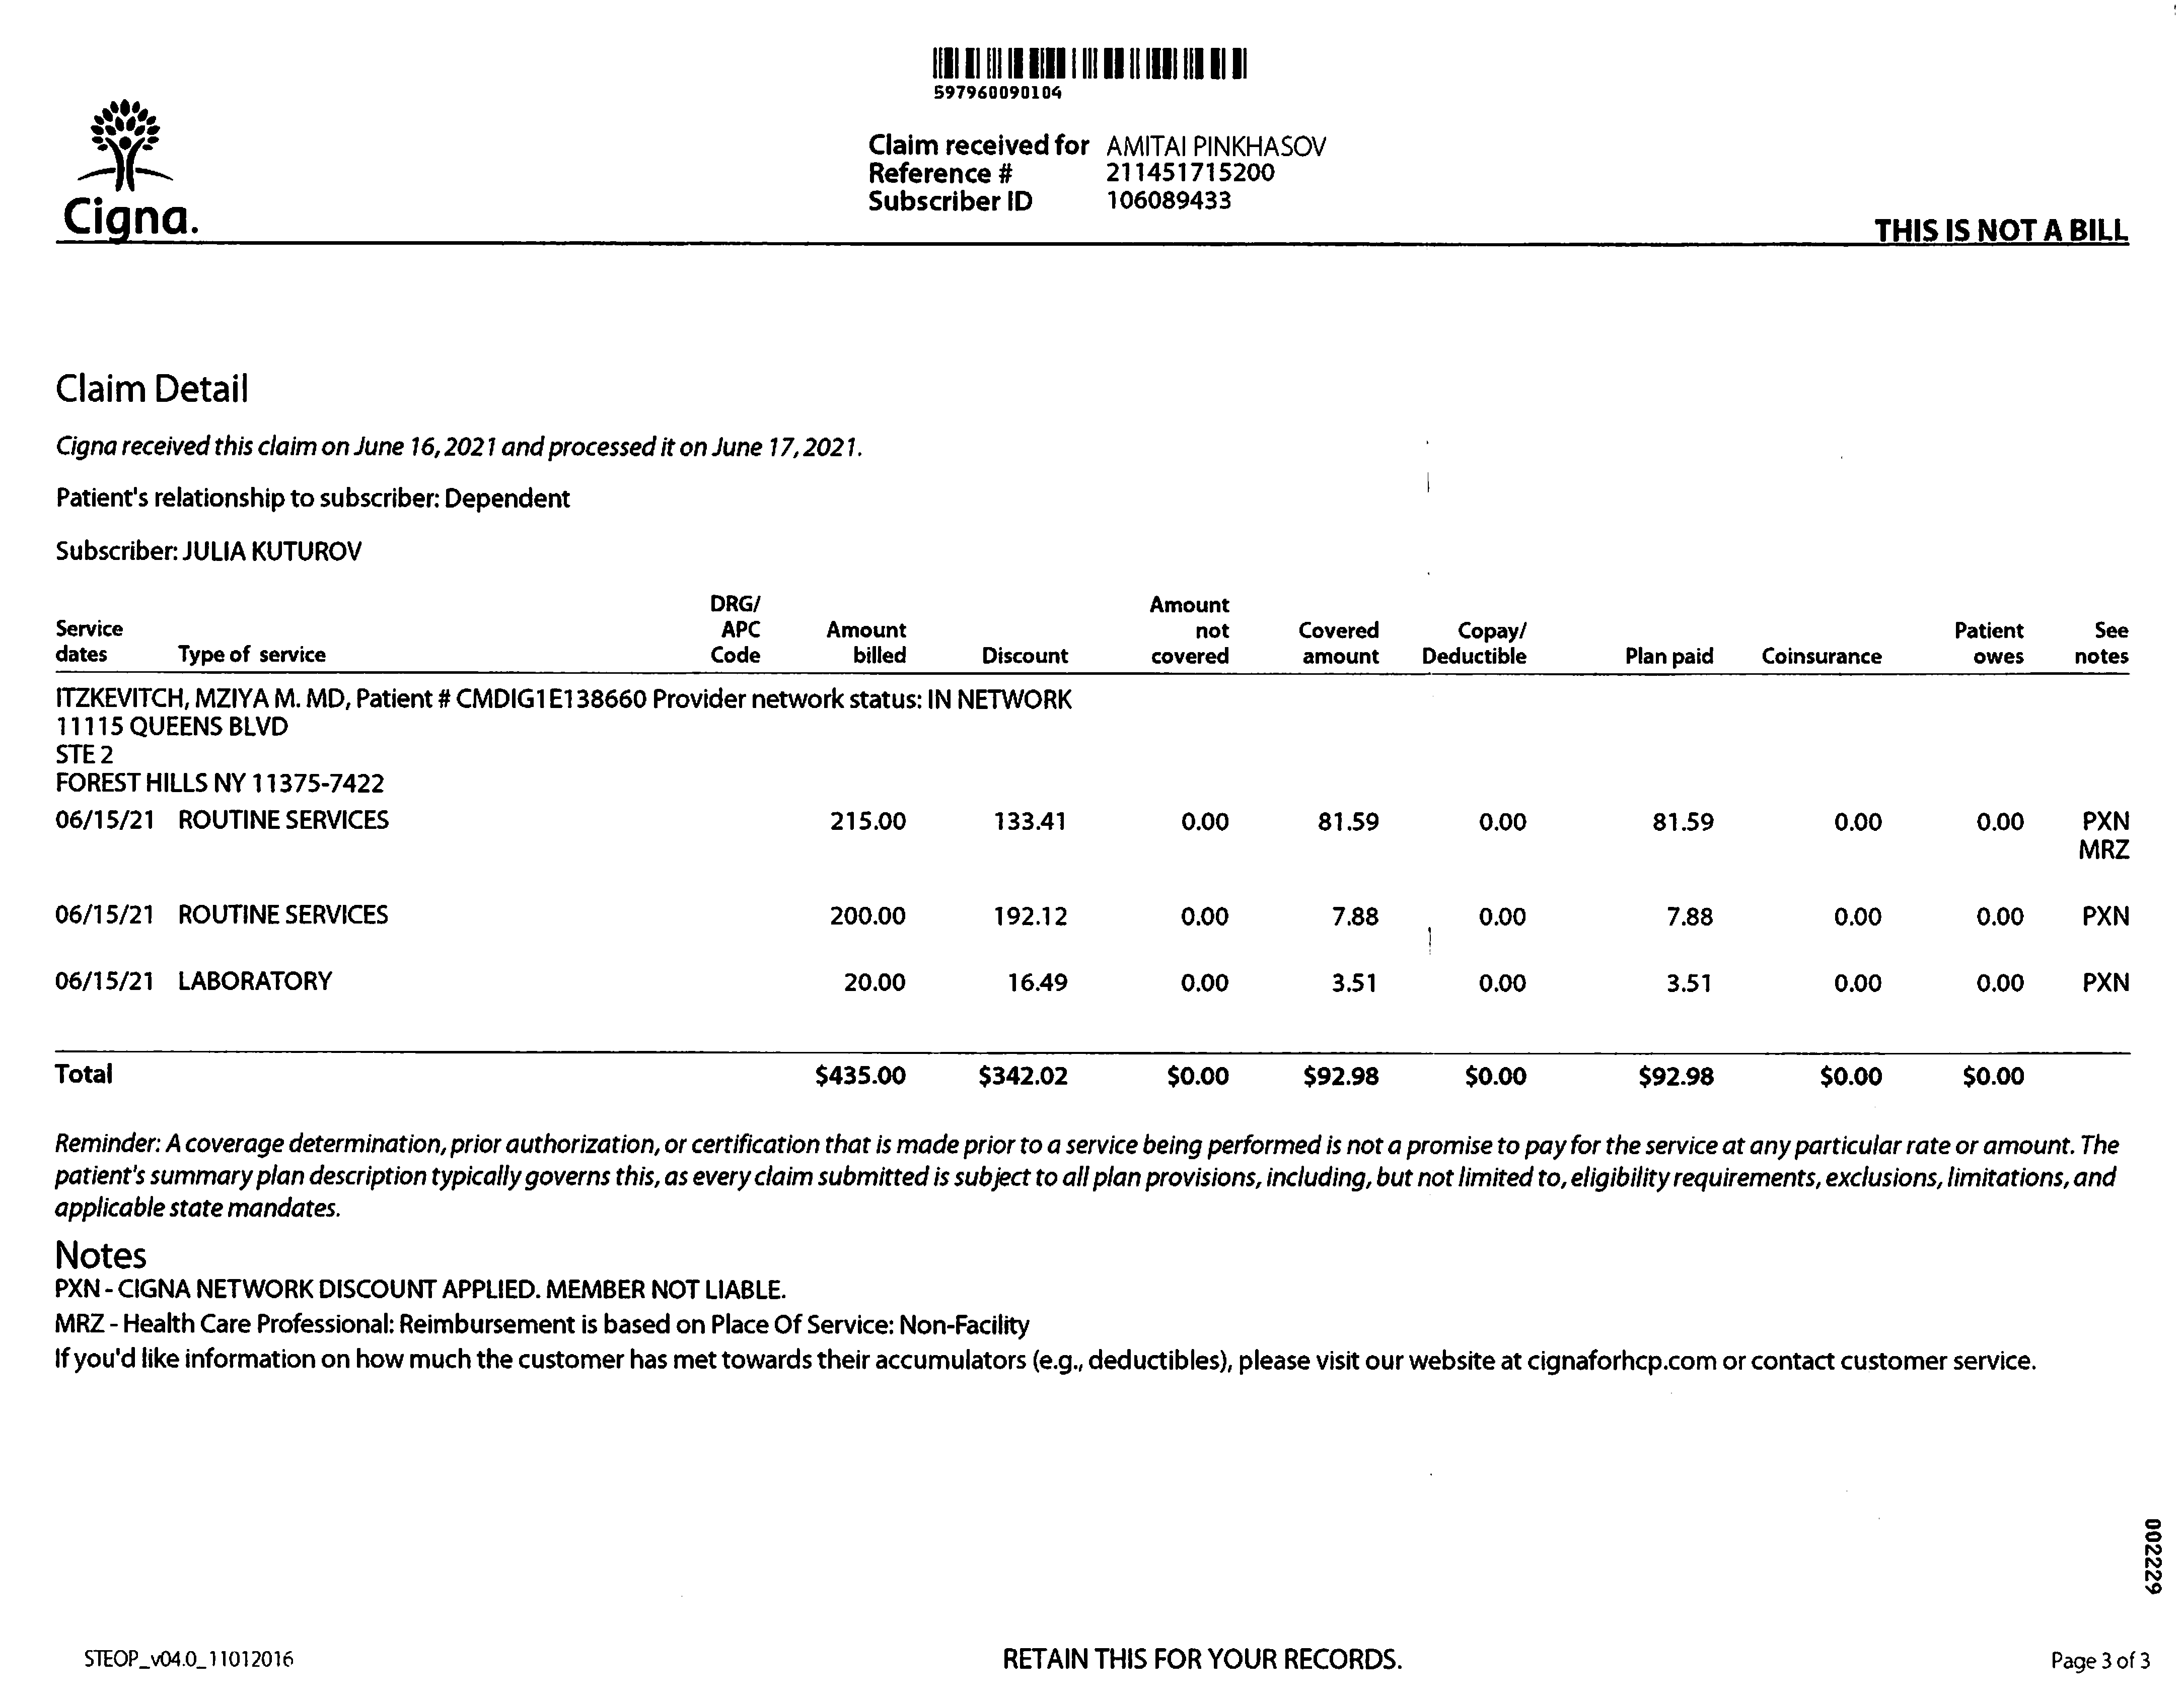 597960090104
Cigna.
Claim received for AMITAI PINKHASOV
Reference # 211451715200
Subscriber ID 106089433
THIS IS NOT A BILL
Claim Detail
Cigna received this claim on June 16, 2021 and processed it on June 17, 2021.
Patient's relationship to subscriber: Dependent
Subscriber: JULIA KUTUROV
Service dates Type of service DRG/ APC Code Amount billed Discount Amount not covered Covered amount Copay/ Deductible Plan paid Coinsurance Patient owes See notes
ITZKEVITCH, MZIYA M. MD, Patient # CMDIG1E138660 Provider network status: IN NETWORK
11115 QUEENS BLVD
STE 2
FOREST HILLS NY 11375-7422
06/15/21 ROUTINE SERVICES 215.00 133.41 0.00 81.59 0.00 81.59 0.00 0.00 PXN
MRZ
06/15/21 ROUTINE SERVICES 200.00 192.12 0.00 7.88 0.00 7.88 0.00 0.00 PXN
06/15/21 LABORATORY 20.00 16.49 0.00 3.51 0.00 3.51 0.00 0.00 PXN
Total $435.00 $342.02 $0.00 $92.98 $0.00 $92.98 $0.00 $0.00
Reminder: A coverage determination, prior authorization, or certification that is made prior to a service being performed is not a promise to pay for the service at any particular rate or amount. The
patient's summary plan description typically governs this, as every claim submitted is subject to all plan provisions, including, but not limited to, eligibility requirements, exclusions, limitations, and
applicable state mandates.
Notes
PXN - CIGNA NETWORK DISCOUNT APPLIED. MEMBER NOT LIABLE.
MRZ - Health Care Professional: Reimbursement is based on Place Of Service: Non-Facility
If you'd like information on how much the customer has met towards their accumulators (e.g., deductibles), please visit our website at cignaforhcp.com or contact customer service.
002229
STEOP_v04.0_11012016
RETAIN THIS FOR YOUR RECORDS.
Page 3 of 3